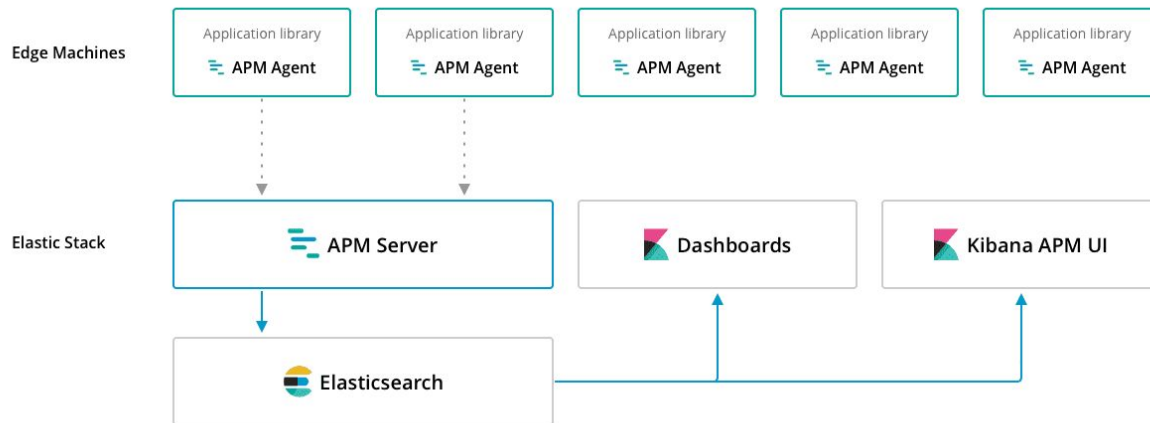 Edge Machines
Application library
APM Agent
Application library
APM Agent
Application library
APM Agent
Application library
APM Agent
Application library
APM Agent
Elastic Stack
APM Server
Dashboards
Kibana APM UI
Elasticsearch